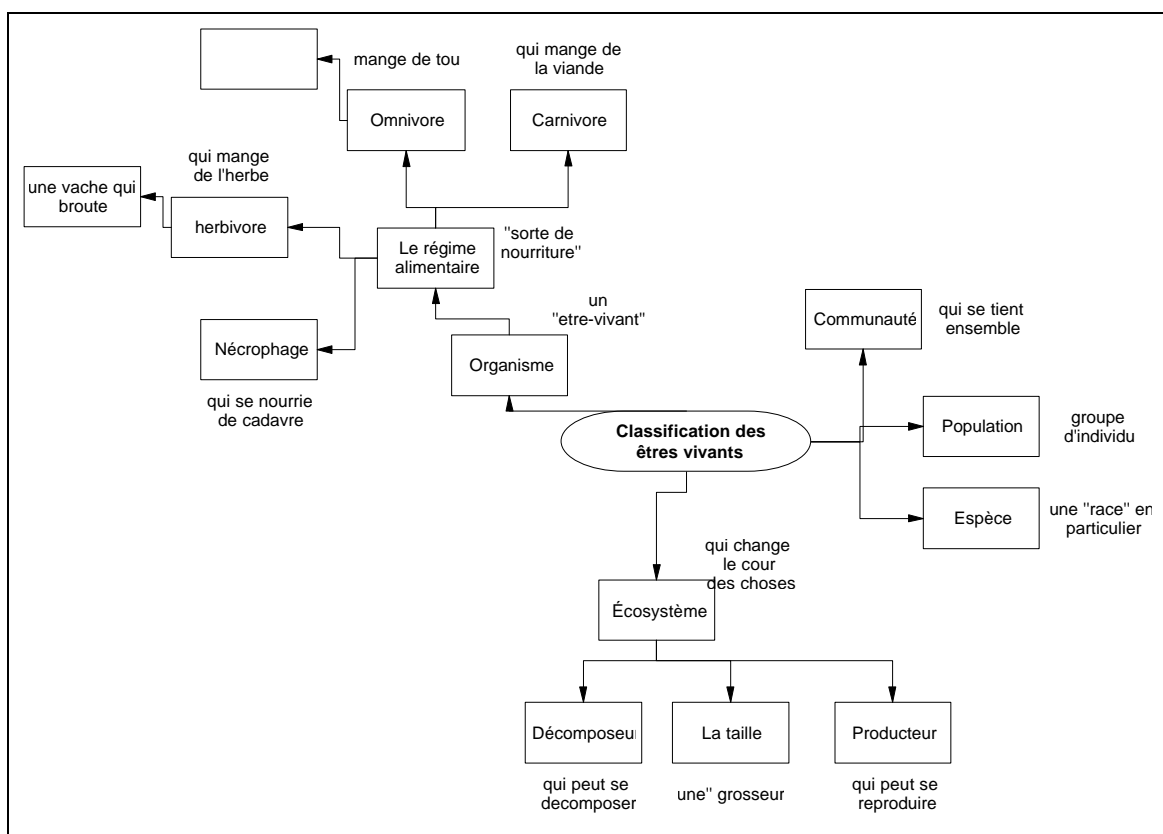 mange de tou
qui mange de
la viande
Omnivore
Carnivore
qui mange
de l'herbe
une vache qui
broute
herbivore
Le régime
alimentaire
"sorte de
nourriture"
un
"etre-vivant"
Nécrophage
Organisme
qui se nourrie
de cadavre
Communauté
qui se tient
ensemble
Classification des
êtres vivants
Population
groupe
d'individu
Espèce
une "race" en
particulier
qui change
le cour
des choses
Écosystème
Décomposeur
La taille
Producteur
qui peut se
decomposer
une" grosseur
qui peut se
reproduire